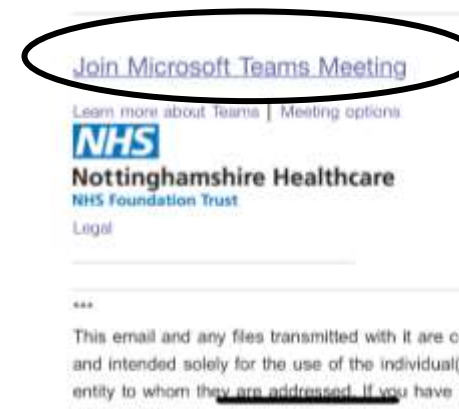 Join Microsoft Teams Meeting
Learn more about Teams | Meeting options
NHS
Nottinghamshire Healthcare
NHS Foundation Trust
Legal
***
This email and any files transmitted with it are c
and intended solely for the use of the individual(
entity to whom they are addressed. If you have